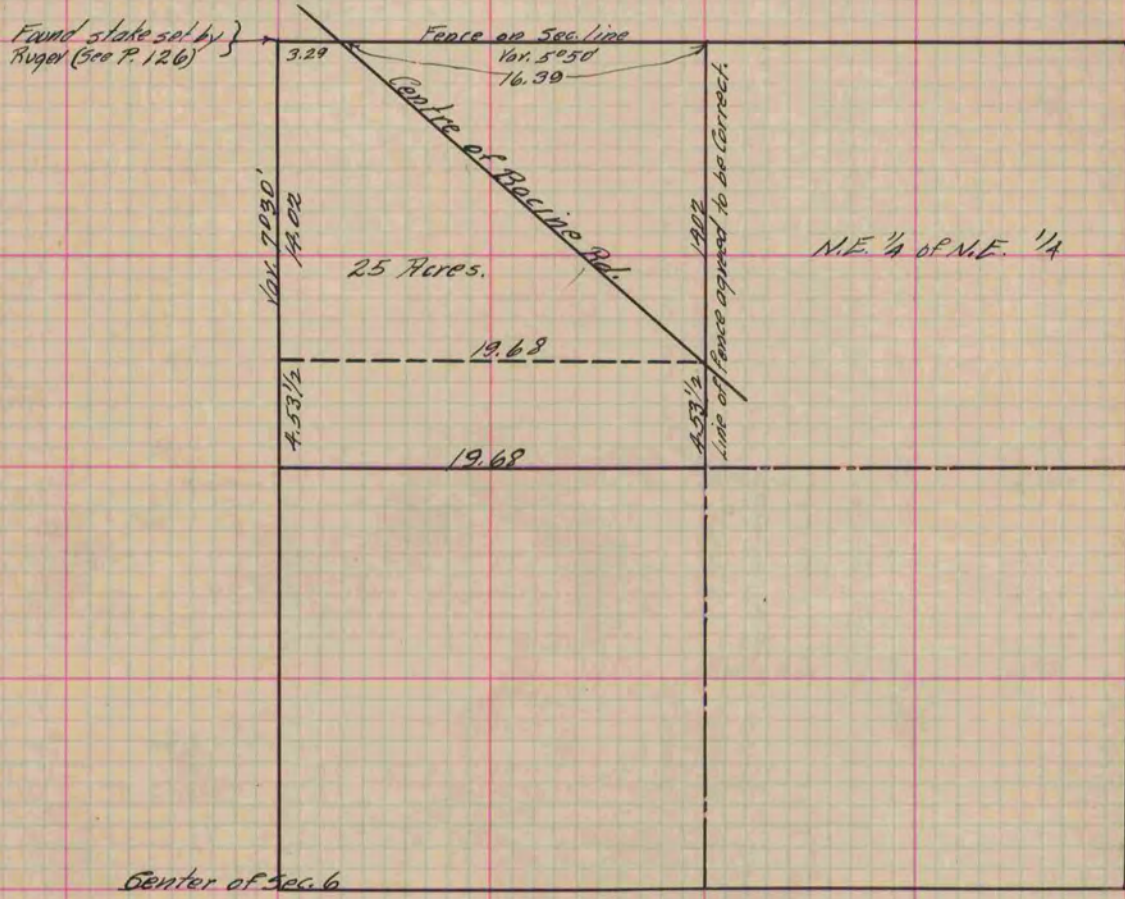 Found stake set by }
Ruger (See P. 126) }
3.29
Fence on Sec. line
Var. 5°50'
16.39
Centre of Racine Rd.
Var. 7°30'
14.02
25 Acres.
14.02
Line of Fence agreed to be Correct.
N.E. 1/4 of N.E. 1/4
19.68
4.53 1/2
4.53 1/2
19.68
Center of Sec. 6